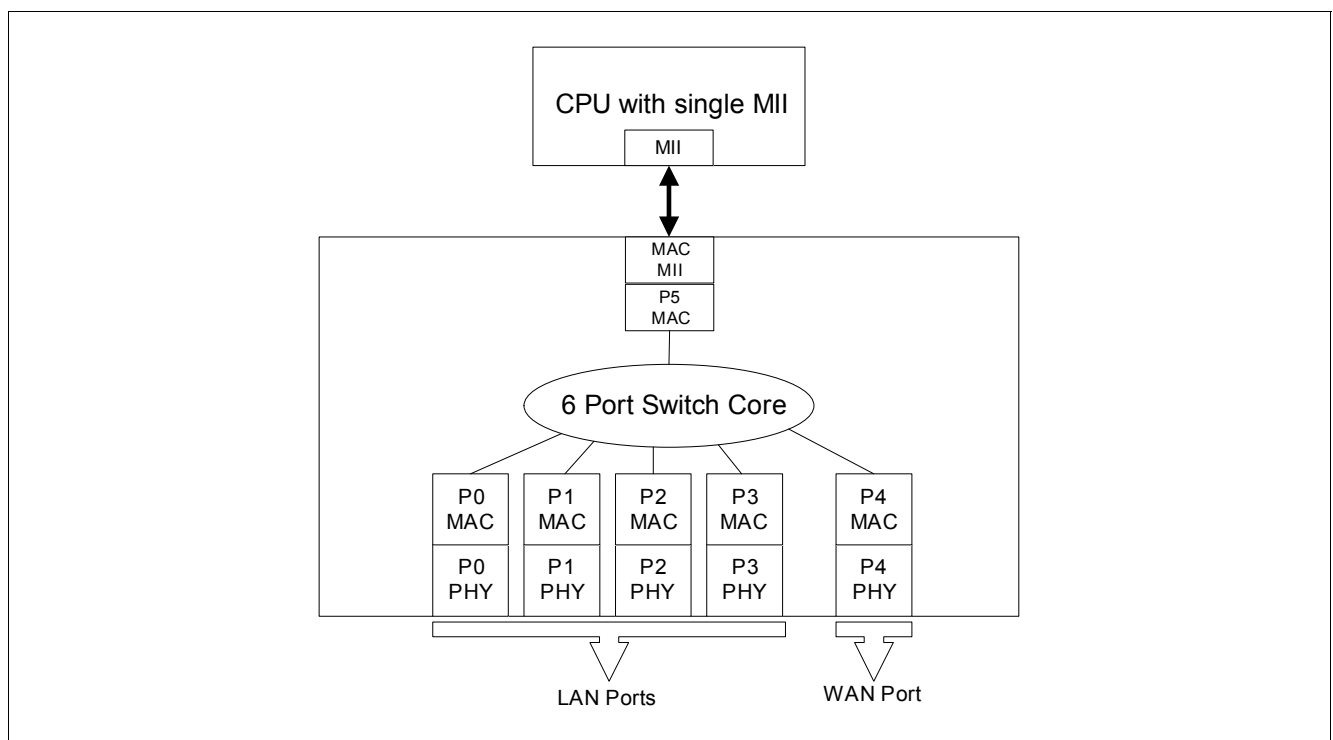 CPU with single MII
MII
MAC
MII
P5
MAC
6 Port Switch Core
P0
MAC
P1
MAC
P2
MAC
P3
MAC
P4
MAC
P0
PHY
P1
PHY
P2
PHY
P3
PHY
P4
PHY
LAN Ports
WAN Port